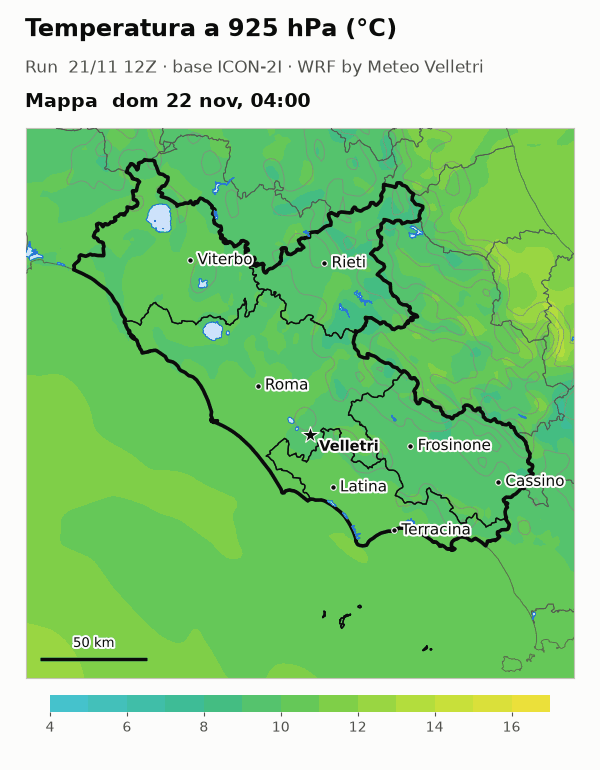 Temperatura a 925 hPa (°C)
Run 21/11 12Z · base ICON-2I · WRF by Meteo Velletri
Mappa dom 22 nov, 04:00
Viterbo
Rieti
Roma
Velletri
Frosinone
Cassino
Latina
Terracina
50 km
4 6 8 10 12 14 16